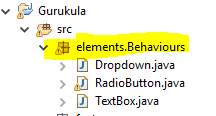 Gurukula
src
elements.Behaviours
Dropdown.java
RadioButton.java
TextBox.java